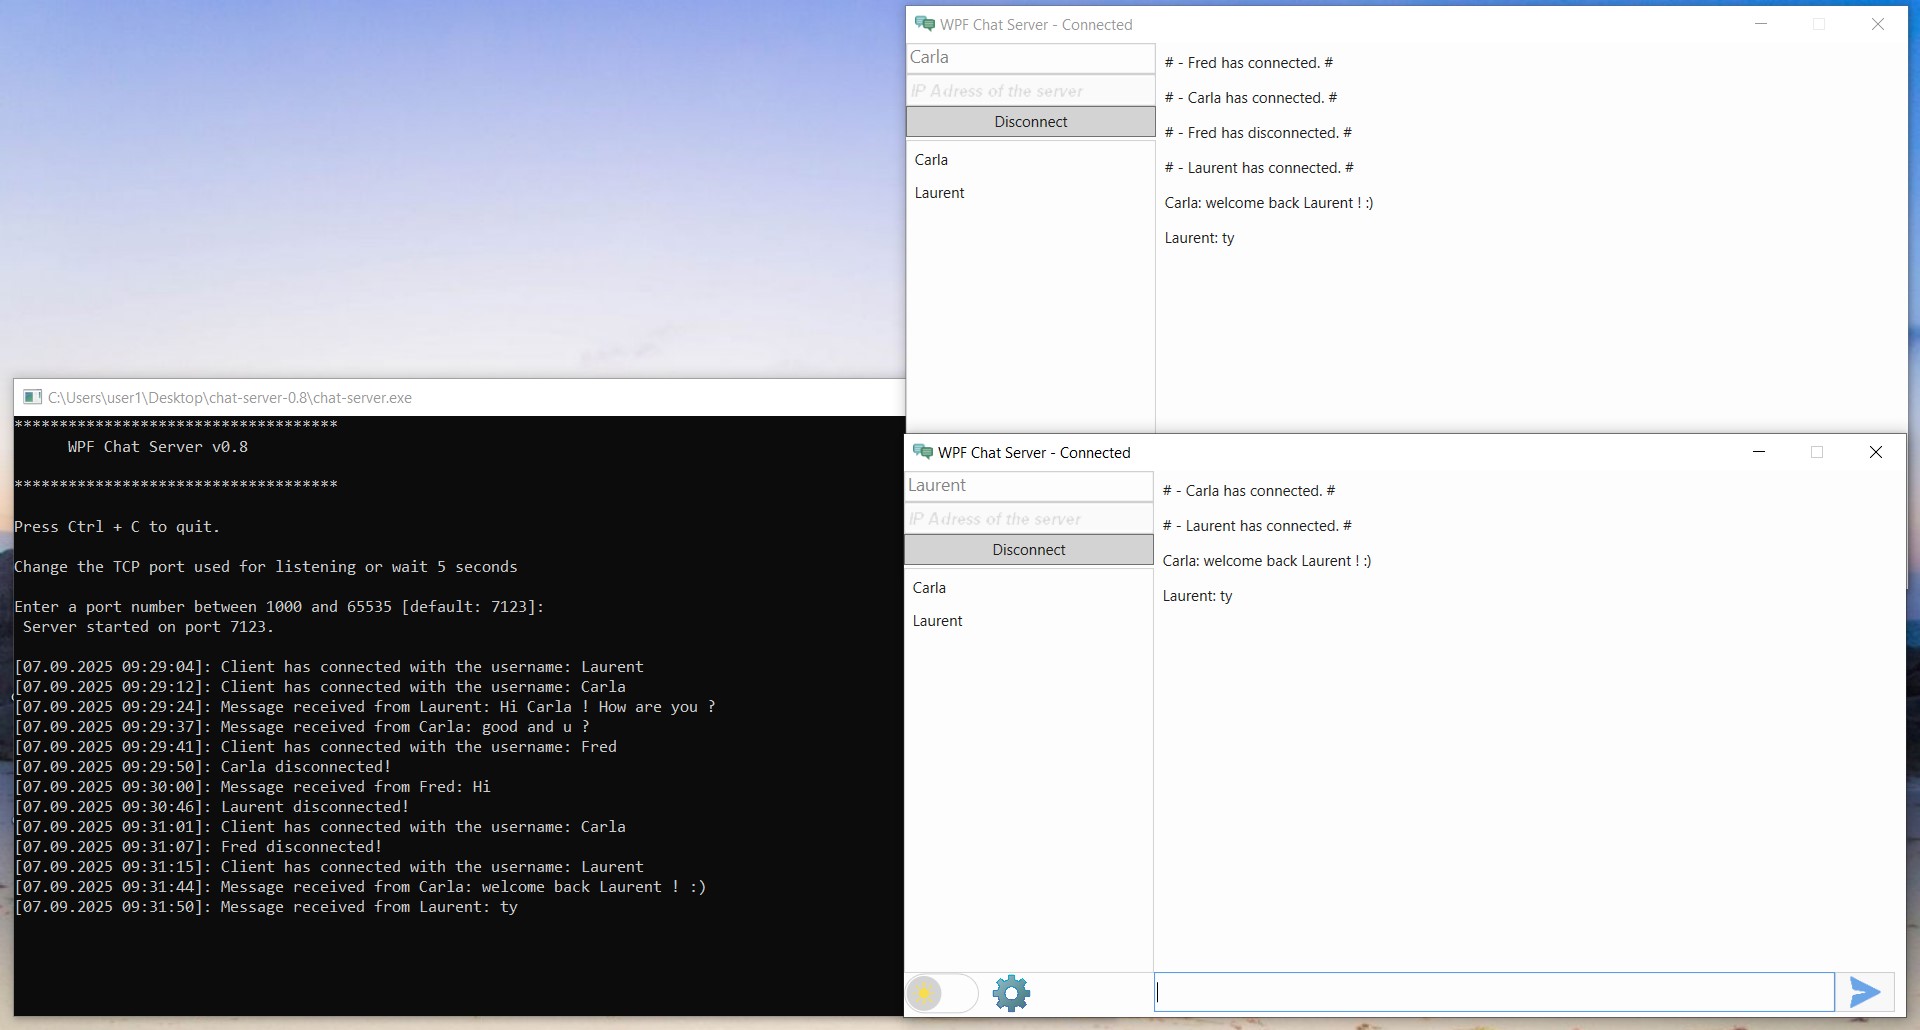 WPF Chat Server - Connected
Carla
IP Adress of the server
Disconnect
Carla
Laurent
# - Fred has connected. #
# - Carla has connected. #
# - Fred has disconnected. #
# - Laurent has connected. #
Carla: welcome back Laurent ! :)
Laurent: ty
C:\Users\user1\Desktop\chat-server-0.8\chat-server.exe
************************************
WPF Chat Server v0.8
************************************
Press Ctrl + C to quit.
Change the TCP port used for listening or wait 5 seconds
Enter a port number between 1000 and 65535 [default: 7123]:
Server started on port 7123.
[07.09.2025 09:29:04]: Client has connected with the username: Laurent
[07.09.2025 09:29:12]: Client has connected with the username: Carla
[07.09.2025 09:29:24]: Message received from Laurent: Hi Carla ! How are you ?
[07.09.2025 09:29:37]: Message received from Carla: good and u ?
[07.09.2025 09:29:41]: Client has connected with the username: Fred
[07.09.2025 09:29:50]: Carla disconnected!
[07.09.2025 09:30:00]: Message received from Fred: Hi
[07.09.2025 09:30:46]: Laurent disconnected!
[07.09.2025 09:31:01]: Client has connected with the username: Carla
[07.09.2025 09:31:07]: Fred disconnected!
[07.09.2025 09:31:15]: Client has connected with the username: Laurent
[07.09.2025 09:31:44]: Message received from Carla: welcome back Laurent ! :)
[07.09.2025 09:31:50]: Message received from Laurent: ty
WPF Chat Server - Connected
Laurent
IP Adress of the server
Disconnect
Carla
Laurent
# - Carla has connected. #
# - Laurent has connected. #
Carla: welcome back Laurent ! :)
Laurent: ty